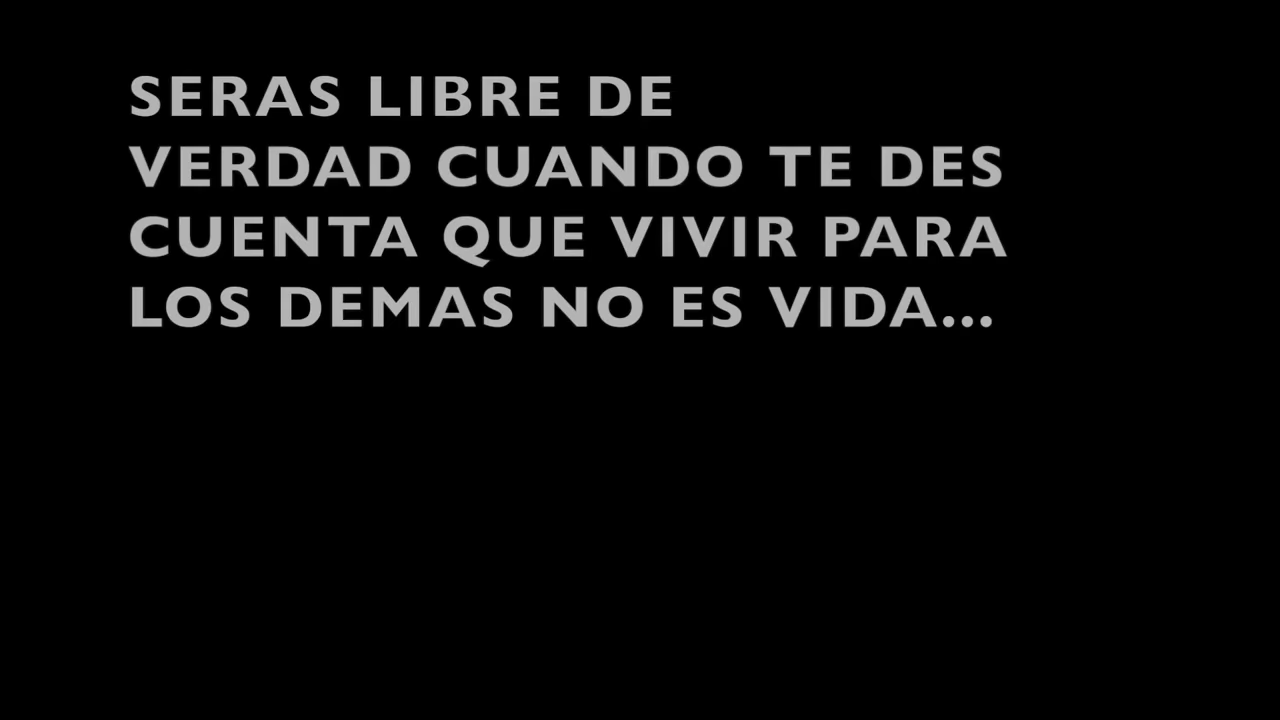 SERAS LIBRE DE
VERDAD CUANDO TE DES
CUENTA QUE VIVIR PARA
LOS DEMAS NO ES VIDA...